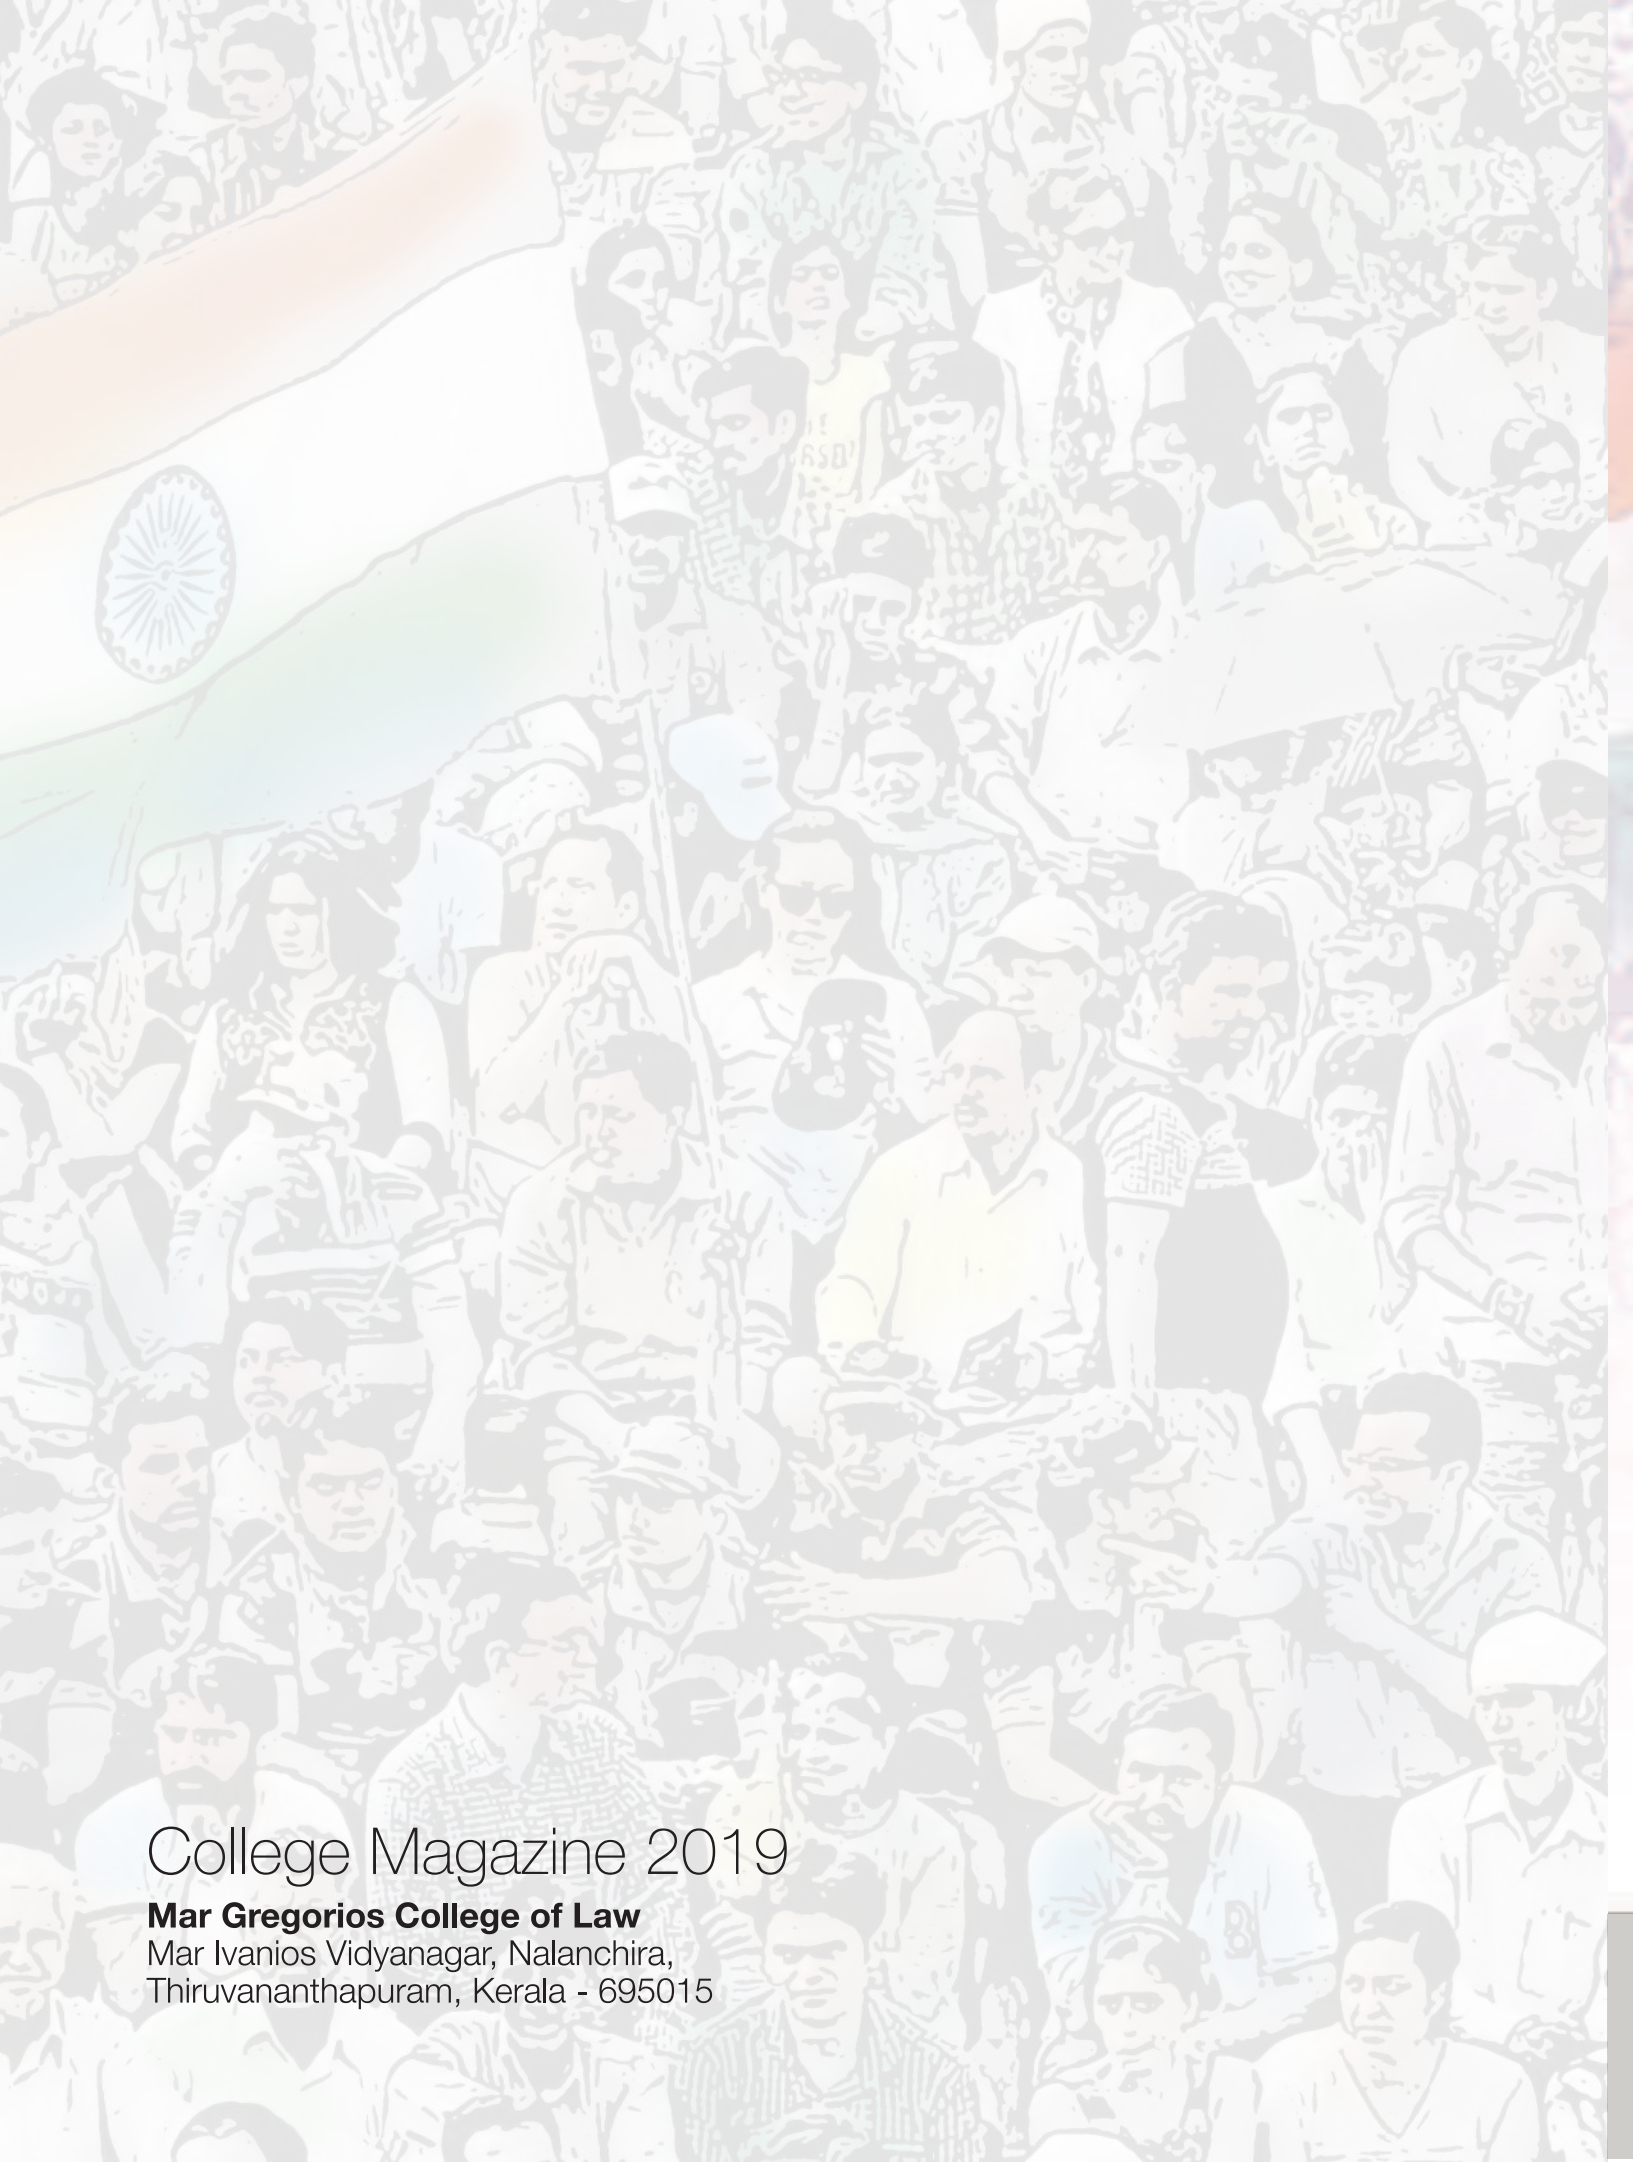 College Magazine 2019
Mar Gregorios College of Law
Mar Ivanios Vidyanagar, Nalanchira,
Thiruvananthapuram, Kerala - 695015